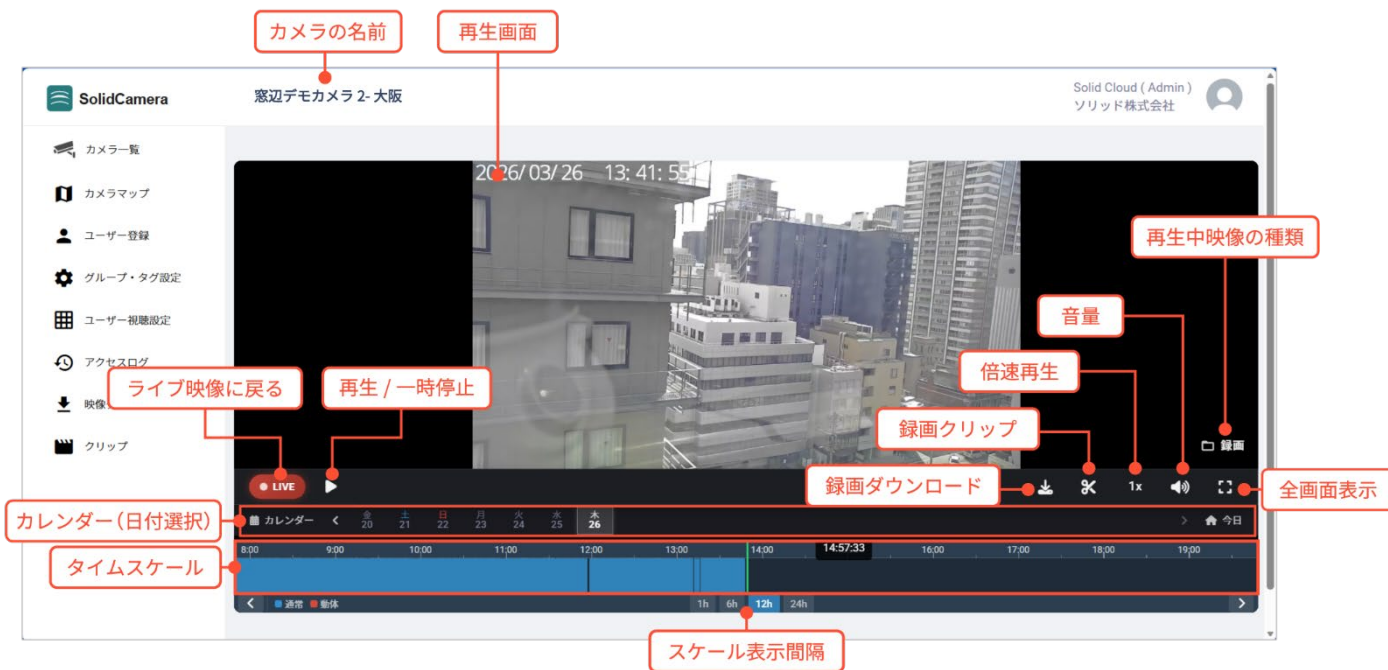 カメラの名前
再生画面
SolidCamera
窓辺デモカメラ 2- 大阪
Solid Cloud ( Admin )
ソリッド株式会社
カメラ一覧
カメラマップ
ユーザー登録
グループ・タグ設定
ユーザー視聴設定
アクセスログ
映像
クリップ
2026/03/26 13:41:55
再生中映像の種類
音量
倍速再生
録画クリップ
録画ダウンロード
ライブ映像に戻る
再生 / 一時停止
録画
LIVE
1x
全画面表示
カレンダー（日付選択）
カレンダー
金 土 日 月 火 水 木
20 21 22 23 24 25 26
今日
タイムスケール
8:00 9:00 10:00 11:00 12:00 13:00 14:00 14:57:33 16:00 17:00 18:00 19:00
通常 動体
1h 6h 12h 24h
スケール表示間隔